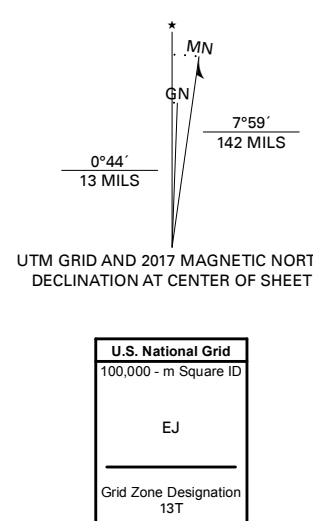 ★
MN
GN
7°59´
142 MILS
0°44´
13 MILS
UTM GRID AND 2017 MAGNETIC NORT
DECLINATION AT CENTER OF SHEET
U.S. National Grid
100,000 - m Square ID
EJ
Grid Zone Designation
13T